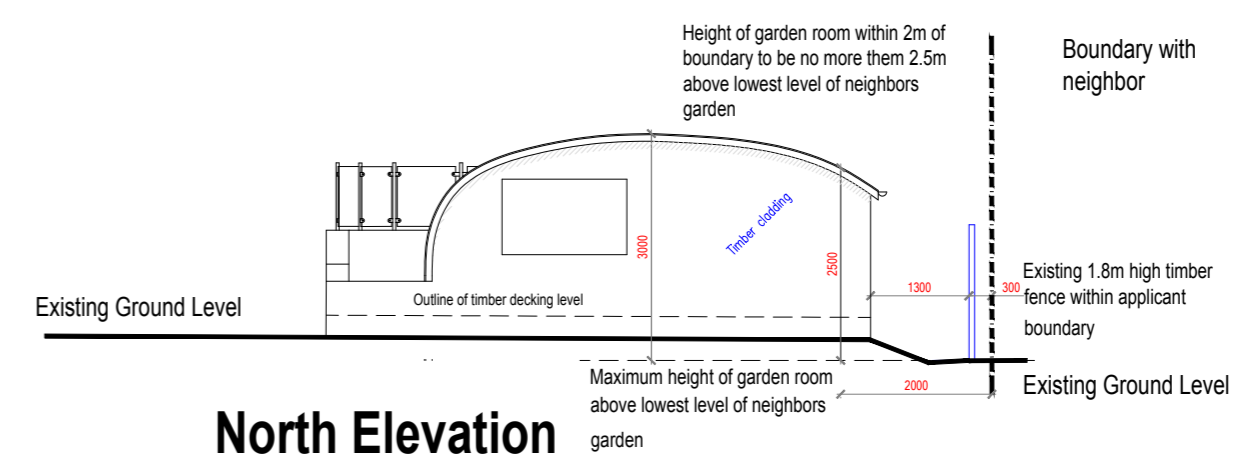 Height of garden room within 2m of
boundary to be no more them 2.5m
above lowest level of neighbors
garden
Boundary with
neighbor
Timber cladding
3000
2500
1300
300
Existing 1.8m high timber
fence within applicant
boundary
Existing Ground Level
Outline of timber decking level
2000
Existing Ground Level
Maximum height of garden room
above lowest level of neighbors
garden
North Elevation